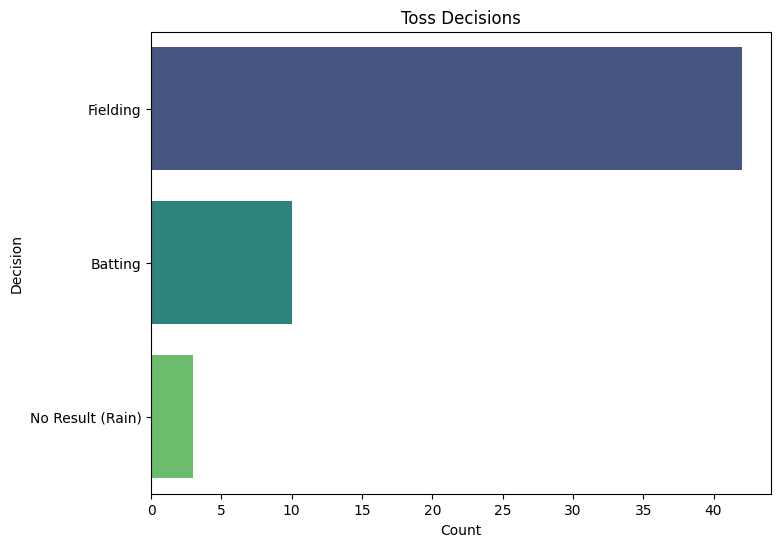 Toss Decisions
Decision
Fielding
Batting
No Result (Rain)
0 5 10 15 20 25 30 35 40
Count